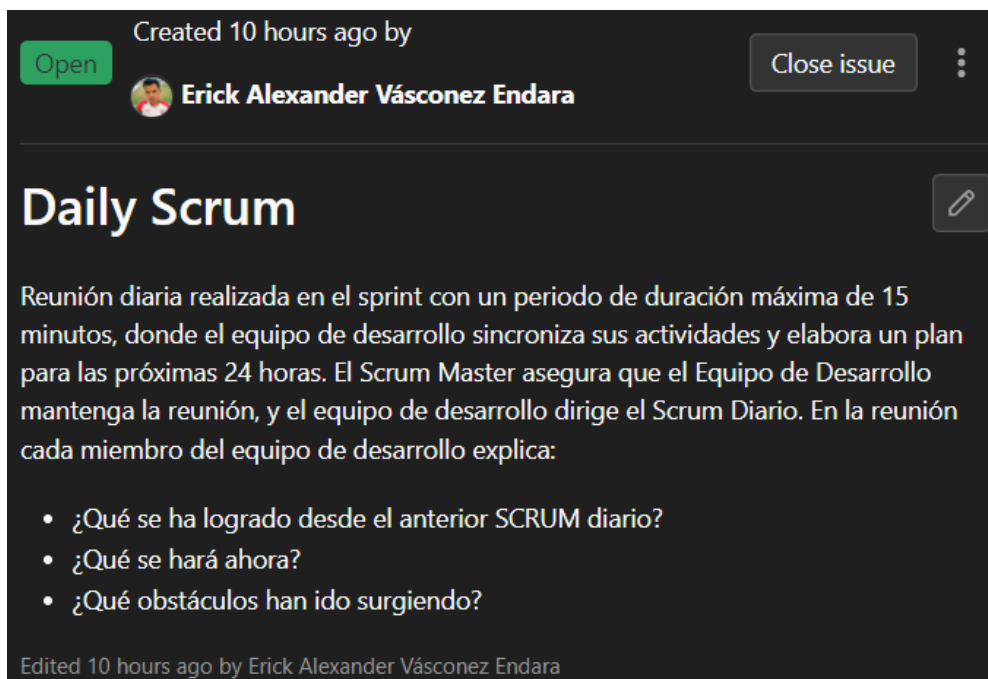 Created 10 hours ago by
Open
Close issue
Erick Alexander Vásconez Endara
Daily Scrum
Reunión diaria realizada en el sprint con un periodo de duración máxima de 15
minutos, donde el equipo de desarrollo sincroniza sus actividades y elabora un plan
para las próximas 24 horas. El Scrum Master asegura que el Equipo de Desarrollo
mantenga la reunión, y el equipo de desarrollo dirige el Scrum Diario. En la reunión
cada miembro del equipo de desarrollo explica:
• ¿Qué se ha logrado desde el anterior SCRUM diario?
• ¿Qué se hará ahora?
• ¿Qué obstáculos han ido surgiendo?
Edited 10 hours ago by Erick Alexander Vásconez Endara